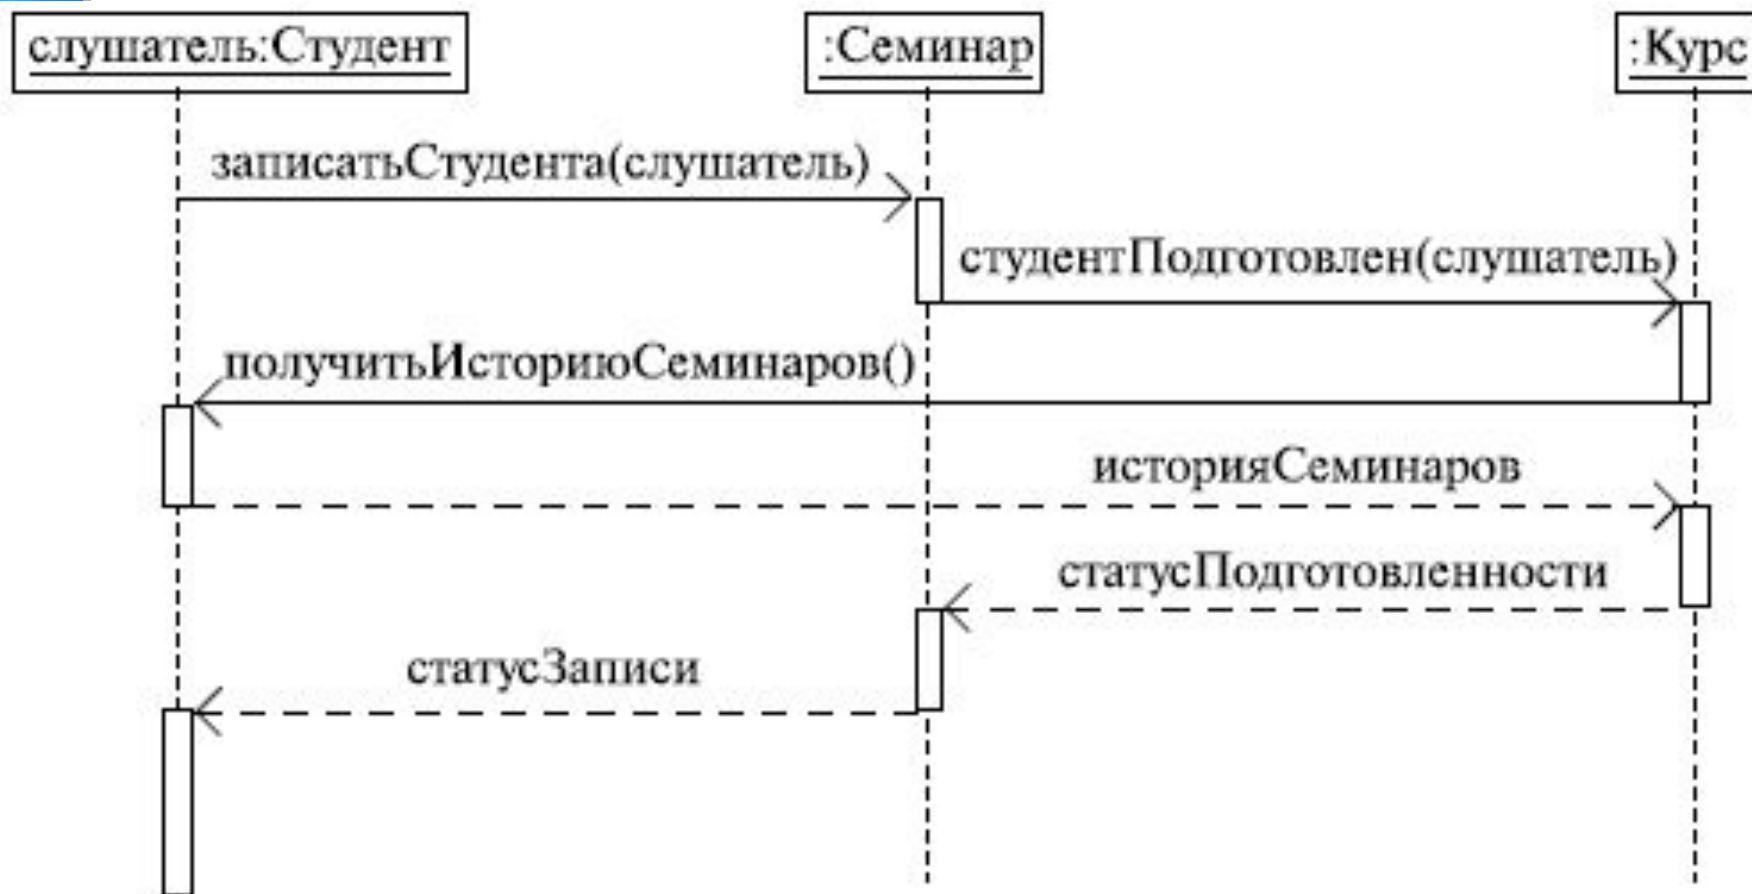 слушатель:Студент
:Семинар
:Курс
записатьСтудента(слушатель)
студентПодготовлен(слушатель)
получитьИсториюСеминаров()
историяСеминаров
статусПодготовленности
статусЗаписи